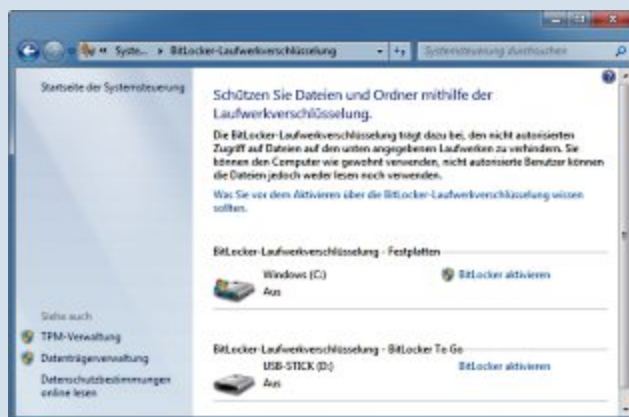 Syste... ▸ BitLocker-Laufwerkverschlüsselung
Systemsteuerung durchsuchen
Startseite der Systemsteuerung
Schützen Sie Dateien und Ordner mithilfe der
Laufwerkverschlüsselung.
Die BitLocker-Laufwerkverschlüsselung trägt dazu bei, den nicht autorisierten
Zugriff auf Dateien auf den unten angegebenen Laufwerken zu verhindern. Sie
können den Computer wie gewohnt verwenden, nicht autorisierte Benutzer können
die Dateien jedoch weder lesen noch verwenden.
Was Sie vor dem Aktivieren über die BitLocker-Laufwerkverschlüsselung wissen
sollten.
BitLocker-Laufwerkverschlüsselung - Festplatten
Windows (C:)
BitLocker aktivieren
Aus
Siehe auch
TPM-Verwaltung
Datenträgerverwaltung
Datenschutzbestimmungen
online lesen
BitLocker-Laufwerkverschlüsselung - BitLocker To Go
USB-STICK (D:)
BitLocker aktivieren
Aus